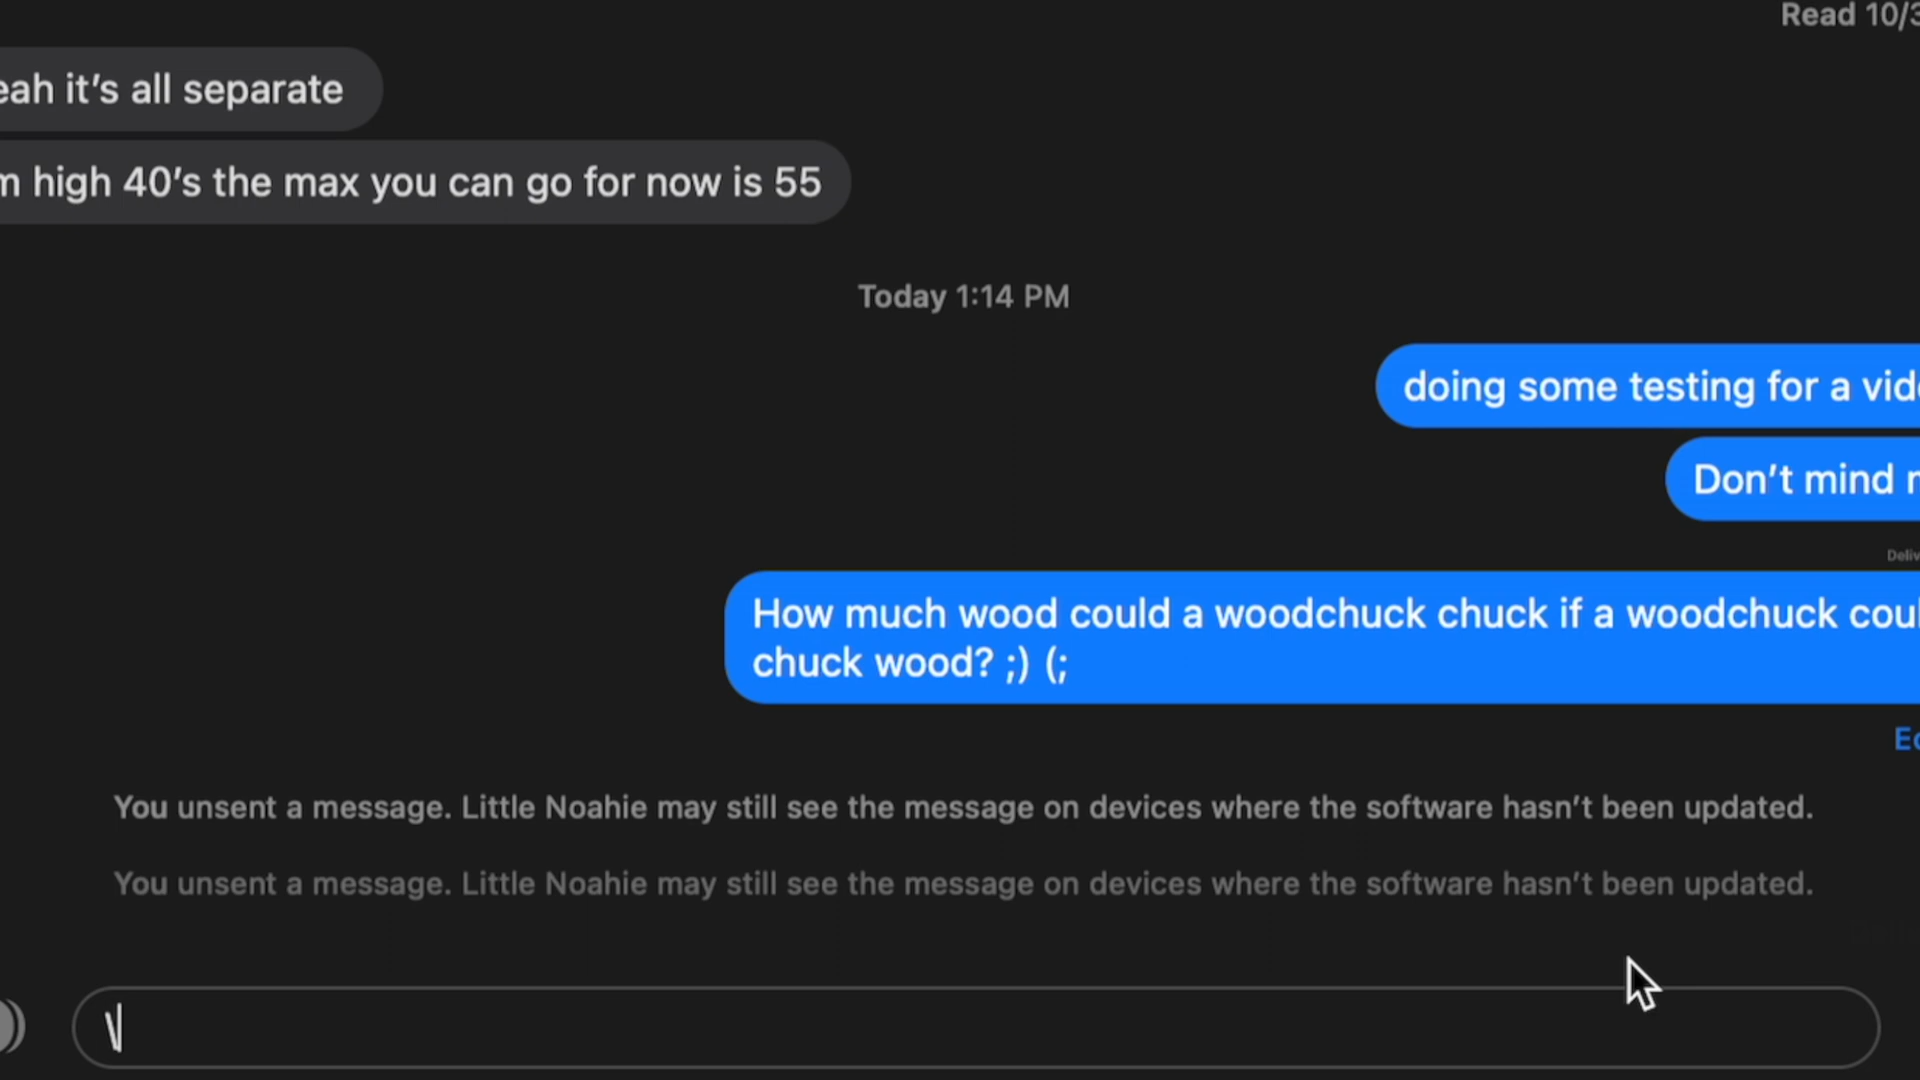 Read 10/3
eah it's all separate
m high 40's the max you can go for now is 55
Today 1:14 PM
doing some testing for a vid
Don't mind
Deliv
How much wood could a woodchuck chuck if a woodchuck coul
chuck wood? ;) (;
Ed
You unsent a message. Little Noahie may still see the message on devices where the software hasn't been updated.
You unsent a message. Little Noahie may still see the message on devices where the software hasn't been updated.
\